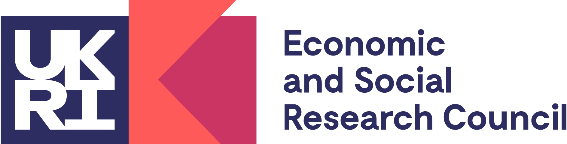 UK
RI
Economic
and Social
Research Council